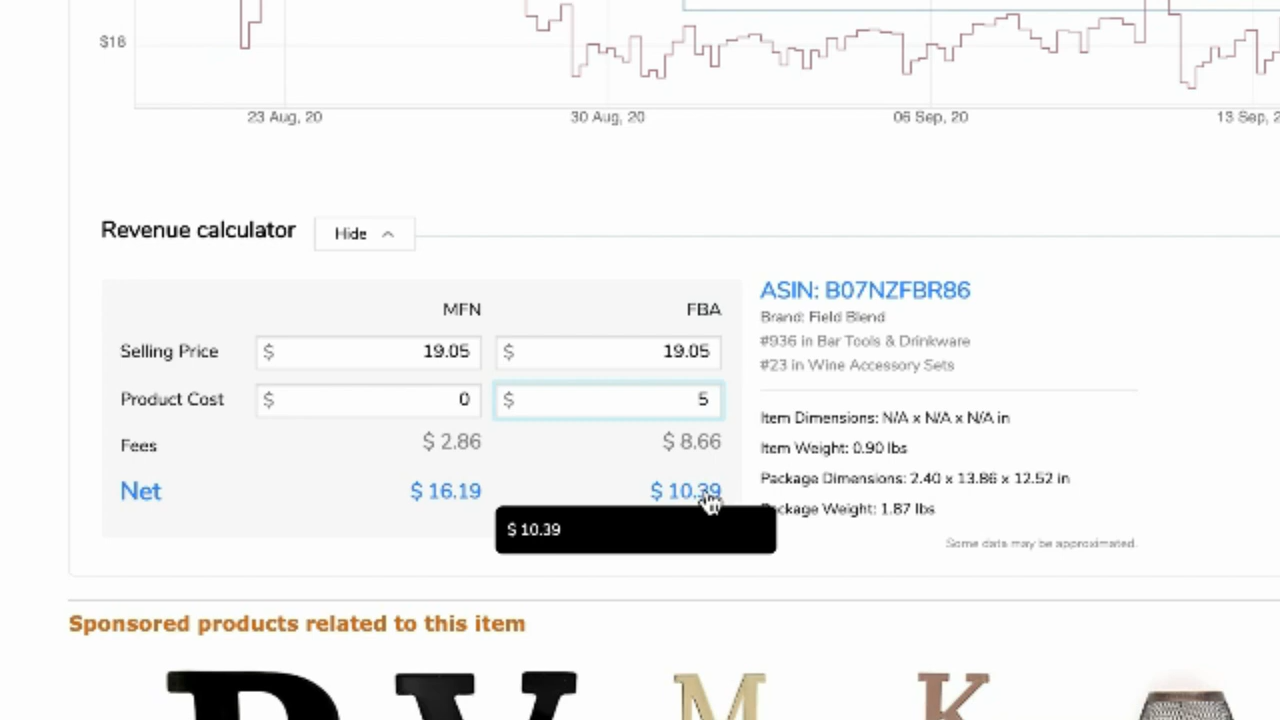 $18
23 Aug, 20
30 Aug, 20
06 Sep, 20
13 Sep, 2
Revenue calculator
Hide
MFN
FBA
Selling Price
$ 19.05
$ 19.05
Product Cost
$ 0
$ 5
Fees
$ 2.86
$ 8.66
Net
$ 16.19
$ 10.39
$ 10.39
ASIN: B07NZFBR86
Brand: Field Blend
#936 in Bar Tools & Drinkware
#23 in Wine Accessory Sets
Item Dimensions: N/A x N/A x N/A in
Item Weight: 0.90 lbs
Package Dimensions: 2.40 x 13.86 x 12.52 in
Package Weight: 1.87 lbs
Some data may be approximated.
Sponsored products related to this item
M
K